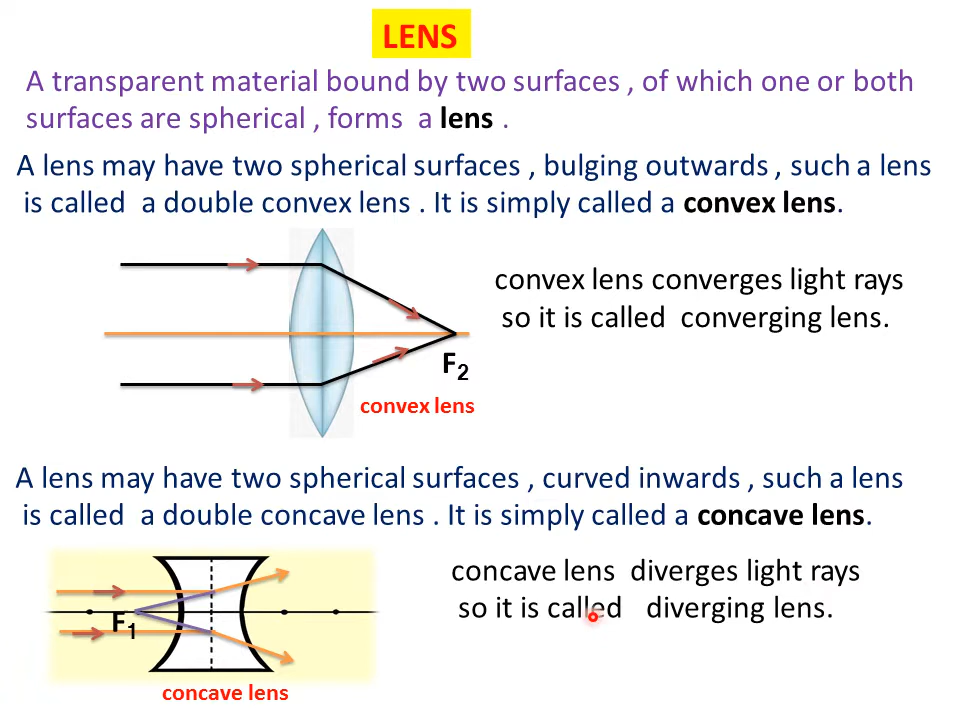 LENS
A transparent material bound by two surfaces , of which one or both
surfaces are spherical , forms a lens .
A lens may have two spherical surfaces , bulging outwards , such a lens
is called a double convex lens . It is simply called a convex lens.
convex lens converges light rays
so it is called converging lens.
F2
convex lens
A lens may have two spherical surfaces , curved inwards , such a lens
is called a double concave lens . It is simply called a concave lens.
concave lens diverges light rays
so it is called diverging lens.
F1
concave lens